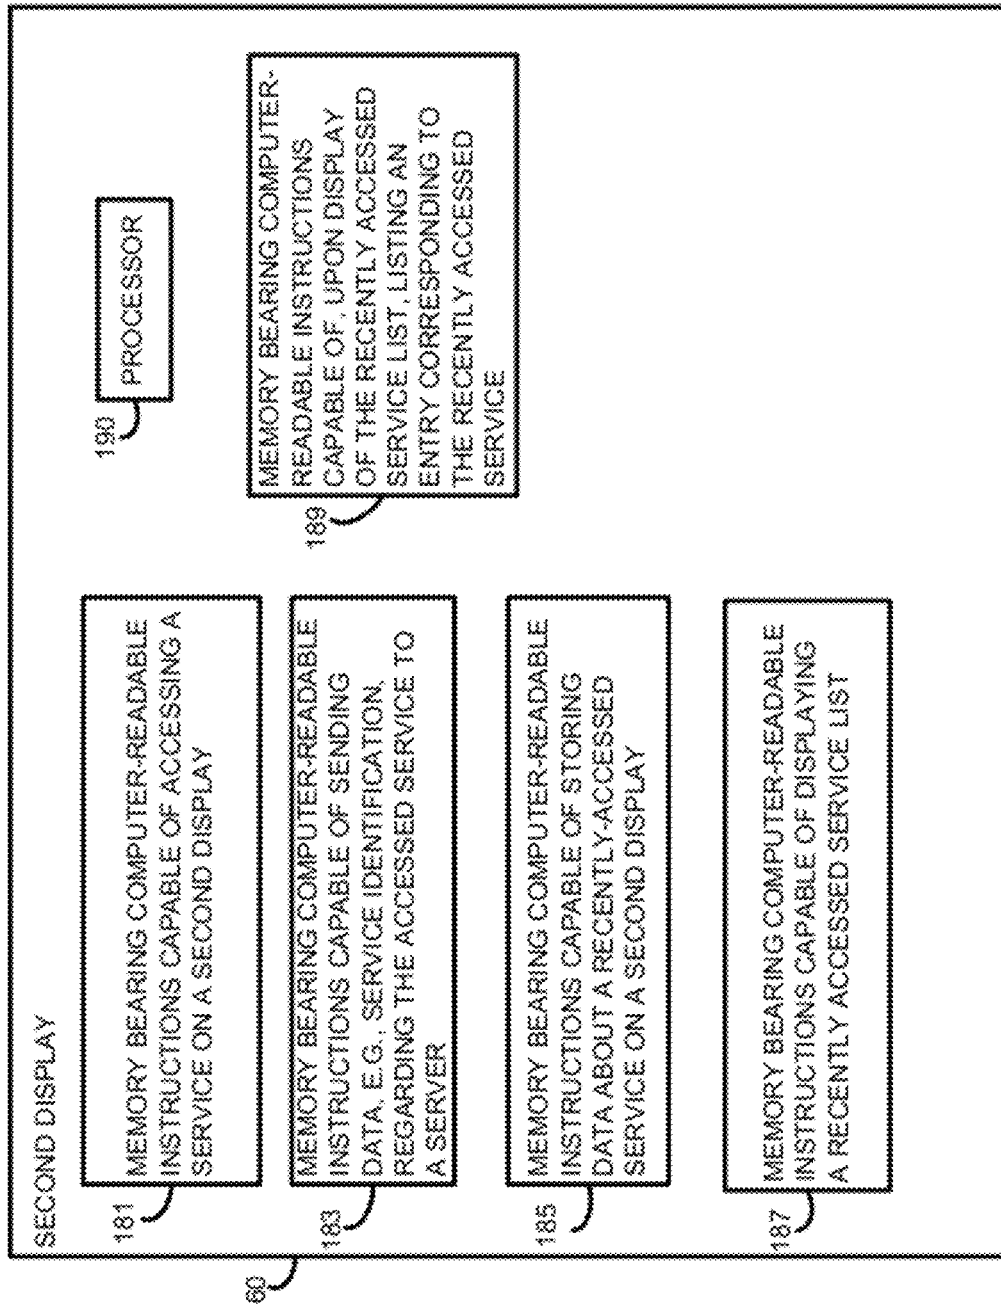 SECOND DISPLAY
60
181
MEMORY BEARING COMPUTER-READABLE
INSTRUCTIONS CAPABLE OF ACCESSING A
SERVICE ON A SECOND DISPLAY
183
MEMORY BEARING COMPUTER-READABLE
INSTRUCTIONS CAPABLE OF SENDING
DATA, E.G., SERVICE IDENTIFICATION,
REGARDING THE ACCESSED SERVICE TO
A SERVER
185
MEMORY BEARING COMPUTER-READABLE
INSTRUCTIONS CAPABLE OF STORING
DATA ABOUT A RECENTLY-ACCESSED
SERVICE ON A SECOND DISPLAY
187
MEMORY BEARING COMPUTER-READABLE
INSTRUCTIONS CAPABLE OF DISPLAYING
A RECENTLY ACCESSED SERVICE LIST
190
PROCESSOR
189
MEMORY BEARING COMPUTER-
READABLE INSTRUCTIONS
CAPABLE OF, UPON DISPLAY
OF THE RECENTLY ACCESSED
SERVICE LIST, LISTING AN
ENTRY CORRESPONDING TO
THE RECENTLY ACCESSED
SERVICE